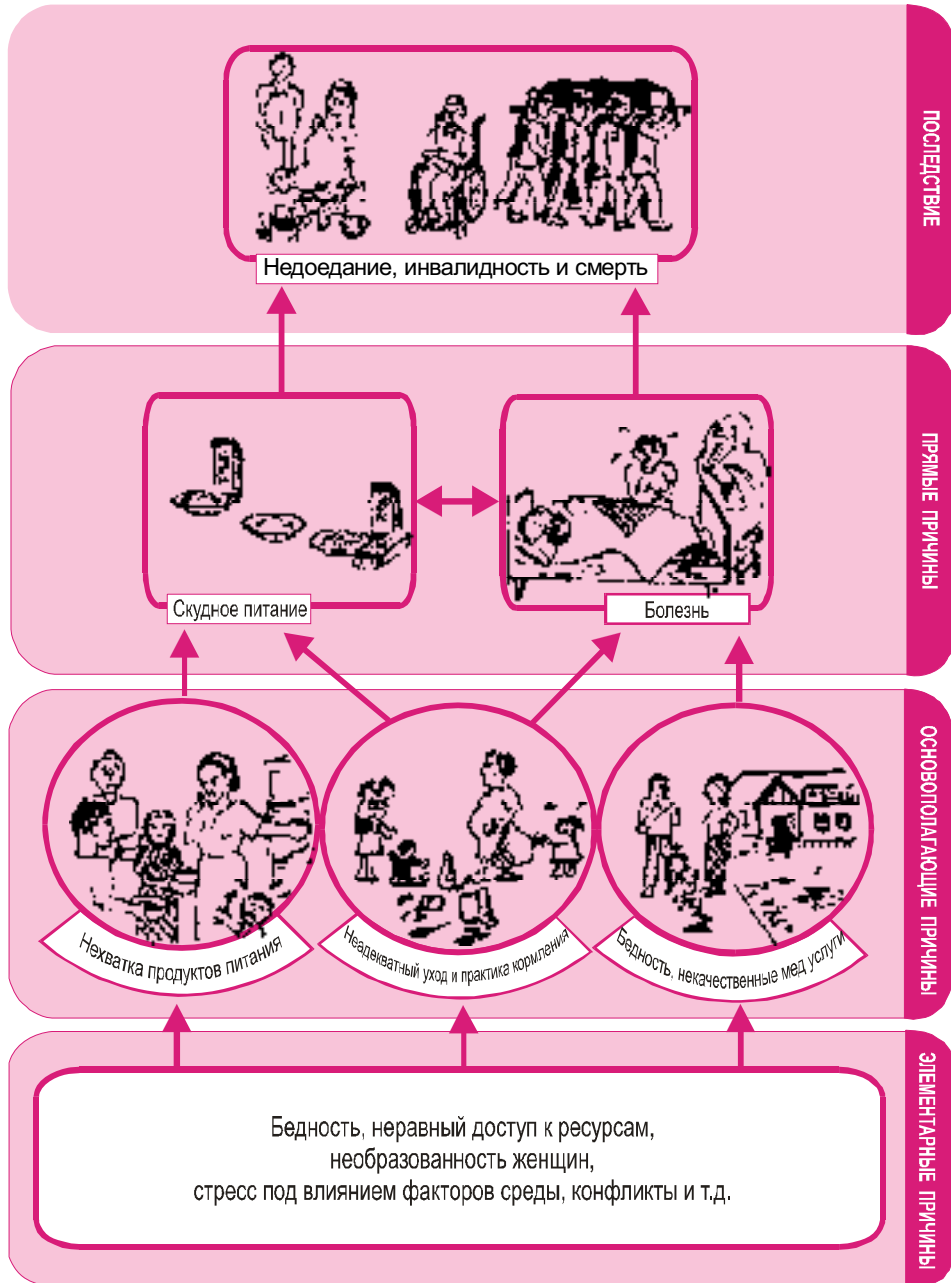 ПОСЛЕДСТВИЕ
Недоедание, инвалидность и смерть
ПРЯМЫЕ ПРИЧИНЫ
Скудное питание
Болезнь
ОСНОВОПОЛАГАЮЩИЕ ПРИЧИНЫ
Нехватка продуктов питания
Неадекватный уход и практика кормления
Бедность, некачественные мед услуги
ЭЛЕМЕНТАРНЫЕ ПРИЧИНЫ
Бедность, неравный доступ к ресурсам,
необразованность женщин,
стресс под влиянием факторов среды, конфликты и т.д.